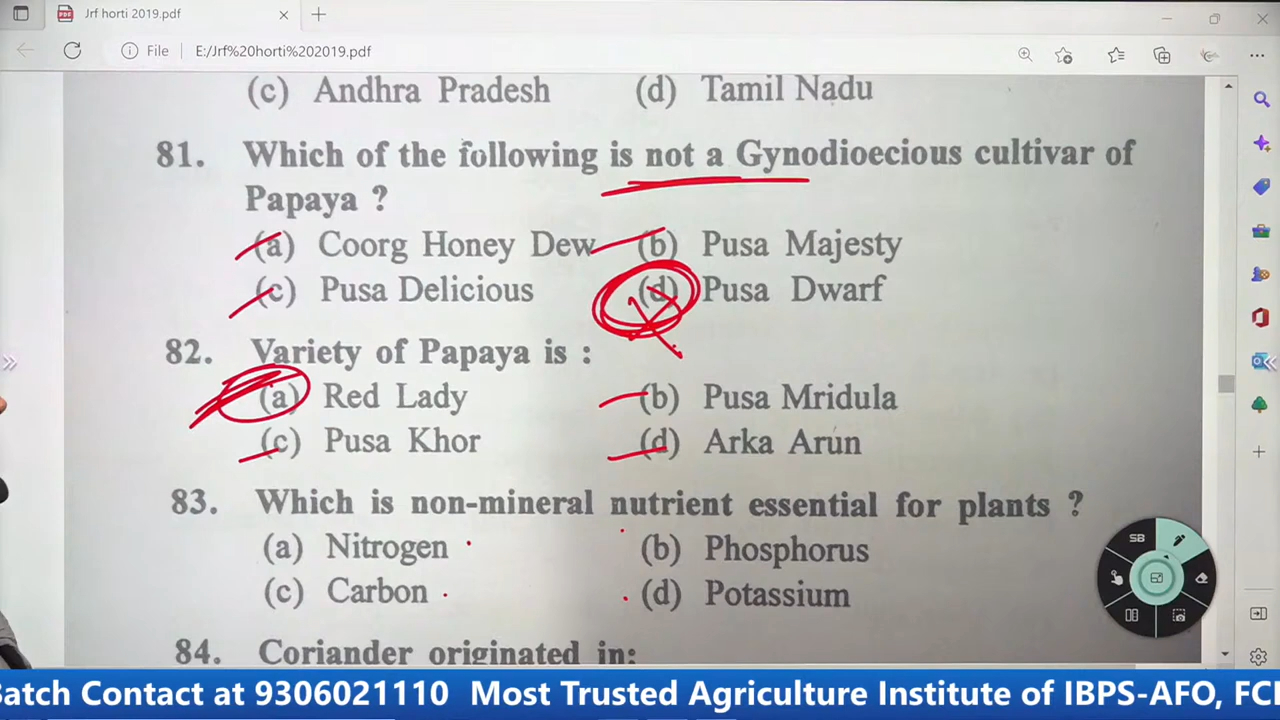 Jrf horti 2019.pdf
File E:/Jrf%20horti%202019.pdf
(c) Andhra Pradesh (d) Tamil Nadu
81. Which of the following is not a Gynodioecious cultivar of
Papaya ?
(a) Coorg Honey Dew (b) Pusa Majesty
(c) Pusa Delicious (d) Pusa Dwarf
82. Variety of Papaya is :
(a) Red Lady (b) Pusa Mridula
(c) Pusa Khor (d) Arka Arun
83. Which is non-mineral nutrient essential for plants ?
(a) Nitrogen (b) Phosphorus
(c) Carbon (d) Potassium
SB
84. Coriander originated in:
Batch Contact at 9306021110 Most Trusted Agriculture Institute of IBPS-AFO, FCI